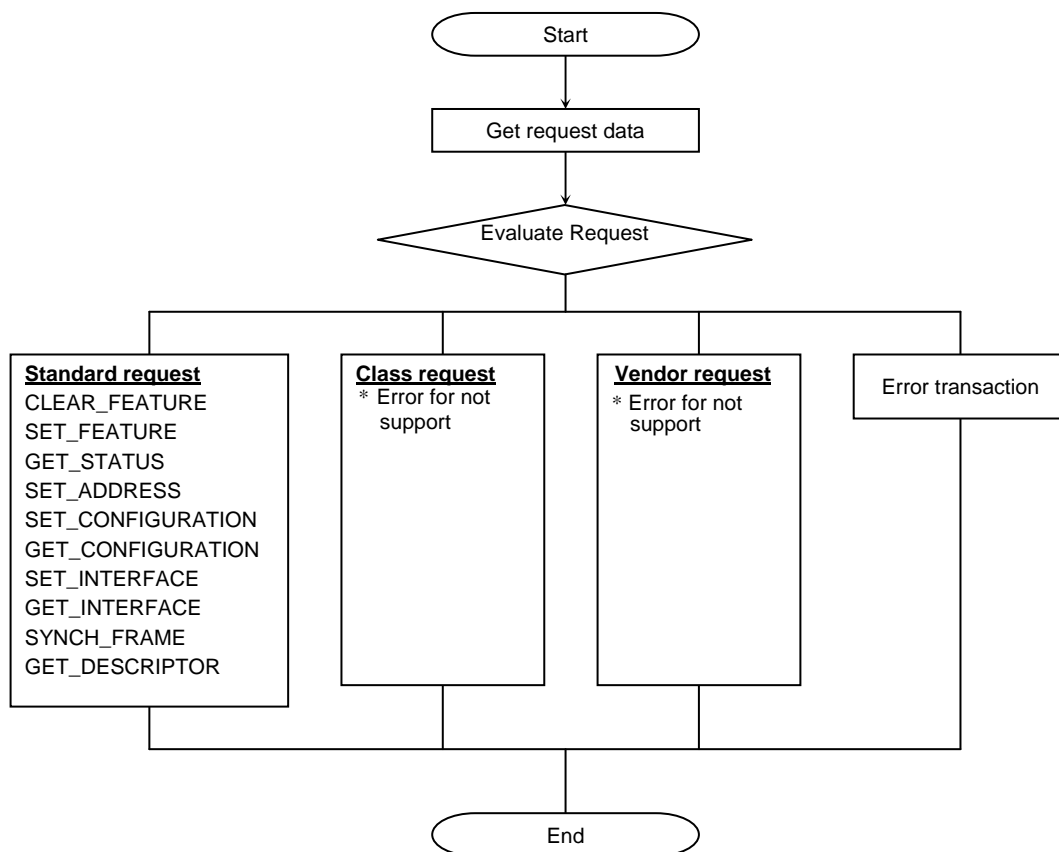 Start
Get request data
Evaluate Request
Standard request
CLEAR_FEATURE
SET_FEATURE
GET_STATUS
SET_ADDRESS
SET_CONFIGURATION
GET_CONFIGURATION
SET_INTERFACE
GET_INTERFACE
SYNCH_FRAME
GET_DESCRIPTOR
Class request
* Error for not
support
Vendor request
* Error for not
support
Error transaction
End